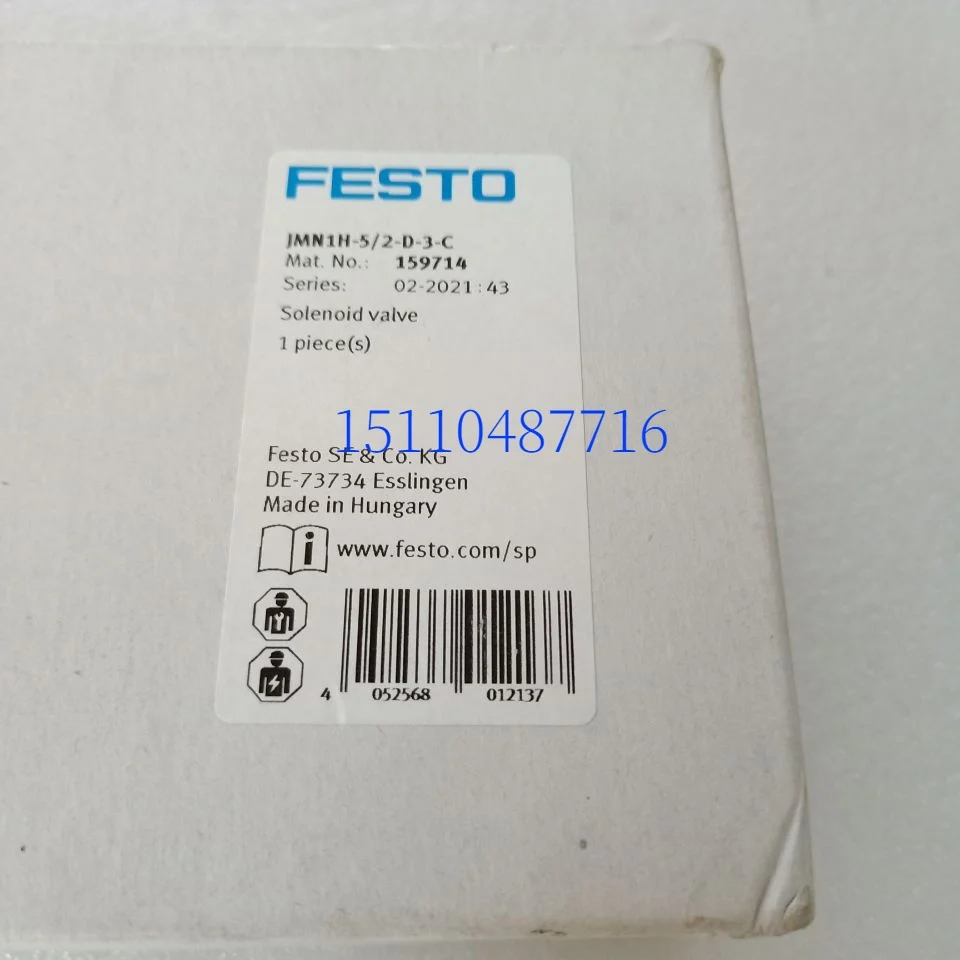 FESTO
JMN1H-5/2-D-3-C
Mat. No.: 159714
Series: 02-2021:43
Solenoid valve
1 piece(s)
15110487716
Festo SE & Co. KG
DE-73734 Esslingen
Made in Hungary
i www.festo.com/sp
4 052568 012137